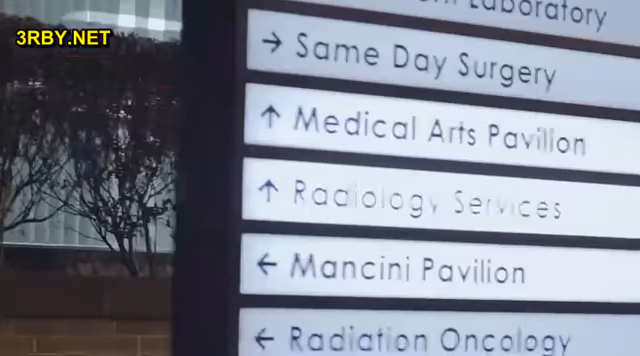 3RBY.NET
Laboratory
→ Same Day Surgery
↑ Medical Arts Pavilion
↑ Radiology Services
← Mancini Pavilion
← Radiation Oncology